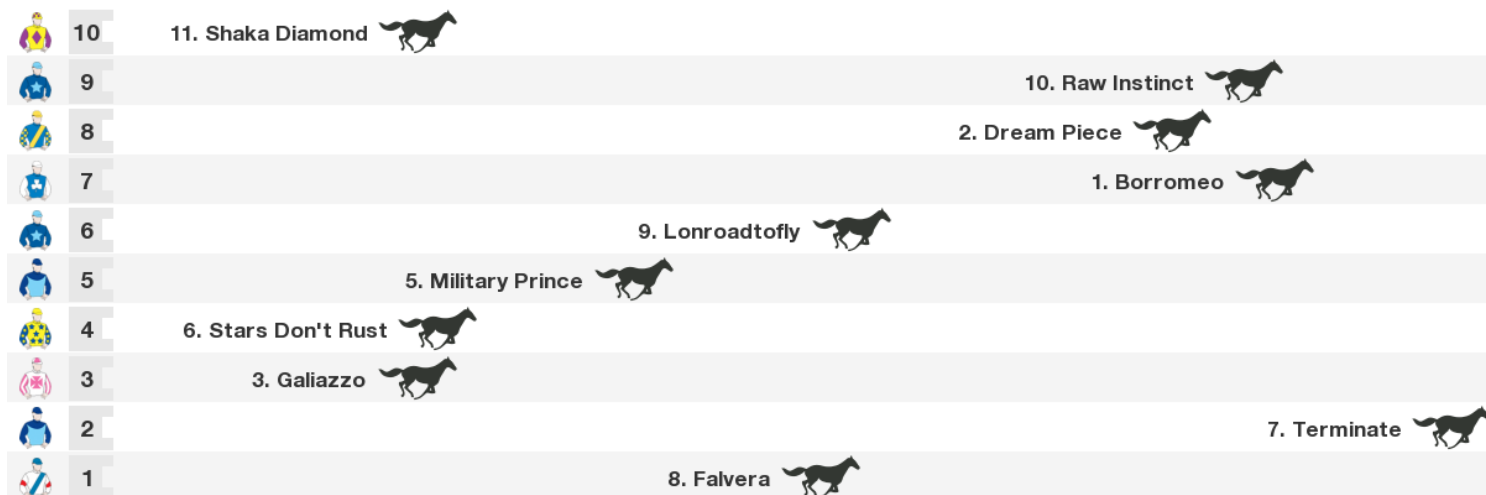 10 11. Shaka Diamond
9 10. Raw Instinct
8 2. Dream Piece
7 1. Borromeo
6 9. Lonroadtofly
5 5. Military Prince
4 6. Stars Don't Rust
3 3. Galiazzo
2 7. Terminate
1 8. Falvera